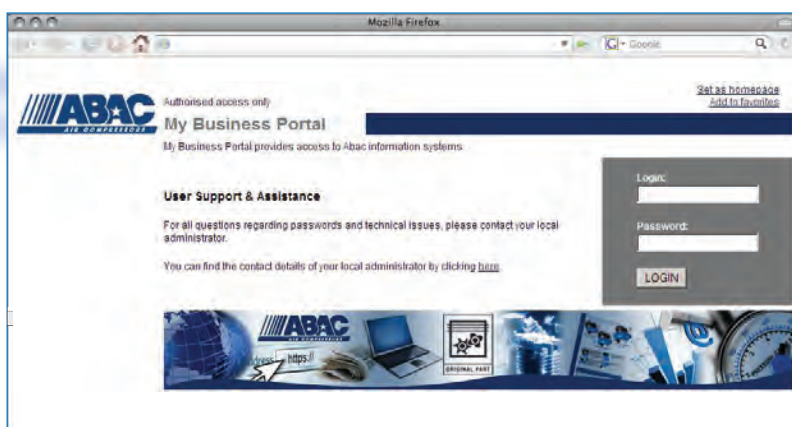 Mozilla Firefox
G Google
Set as homepage
Add to favorites
ABAC
AIR COMPRESSORS
Authorised access only
My Business Portal
My Business Portal provides access to Abac information systems.
User Support & Assistance
For all questions regarding passwords and technical issues, please contact your local
administrator.
You can find the contact details of your local administrator by clicking here.
Login:
Password:
LOGIN
ABAC
AIR COMPRESSORS
address https://
ORIGINAL PART
@